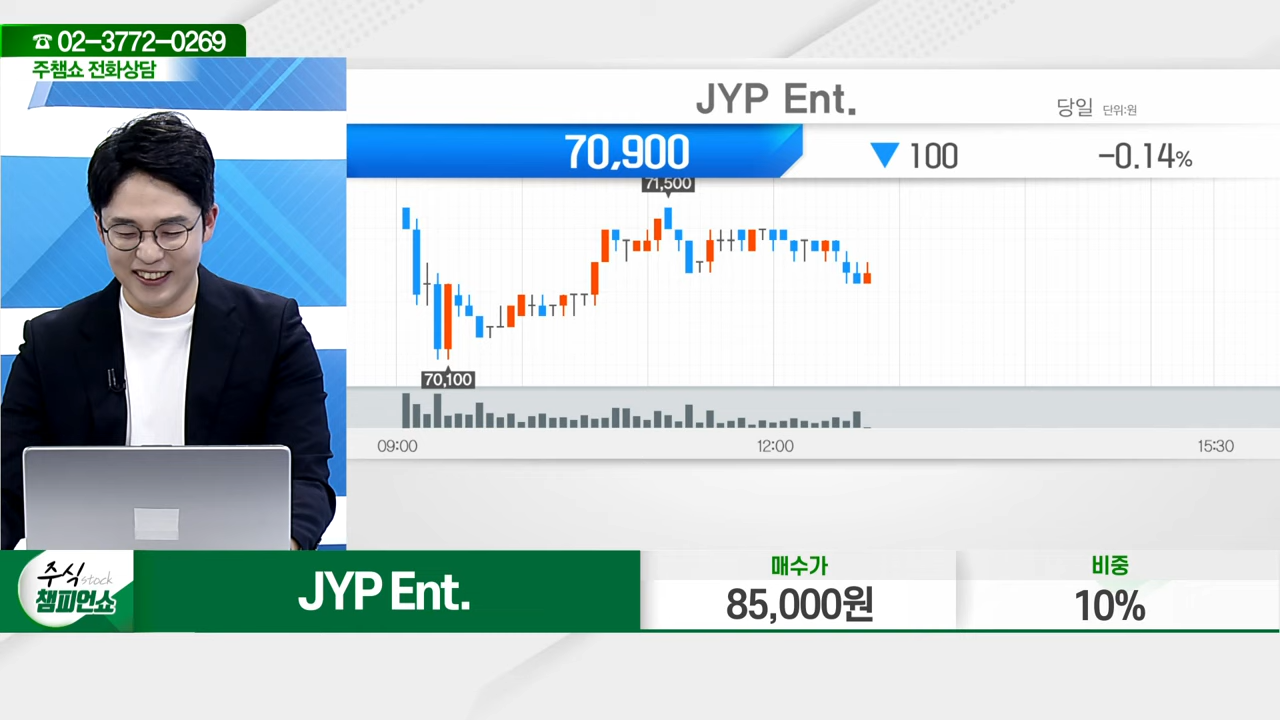 ☎ 02-3772-0269
주챔쇼 전화상담
JYP Ent.
당일 단위:원
70,900
▼ 100
-0.14%
71,500
70,100
09:00
12:00
15:30
주식 stock
챔피언쇼
JYP Ent.
매수가
85,000원
비중
10%